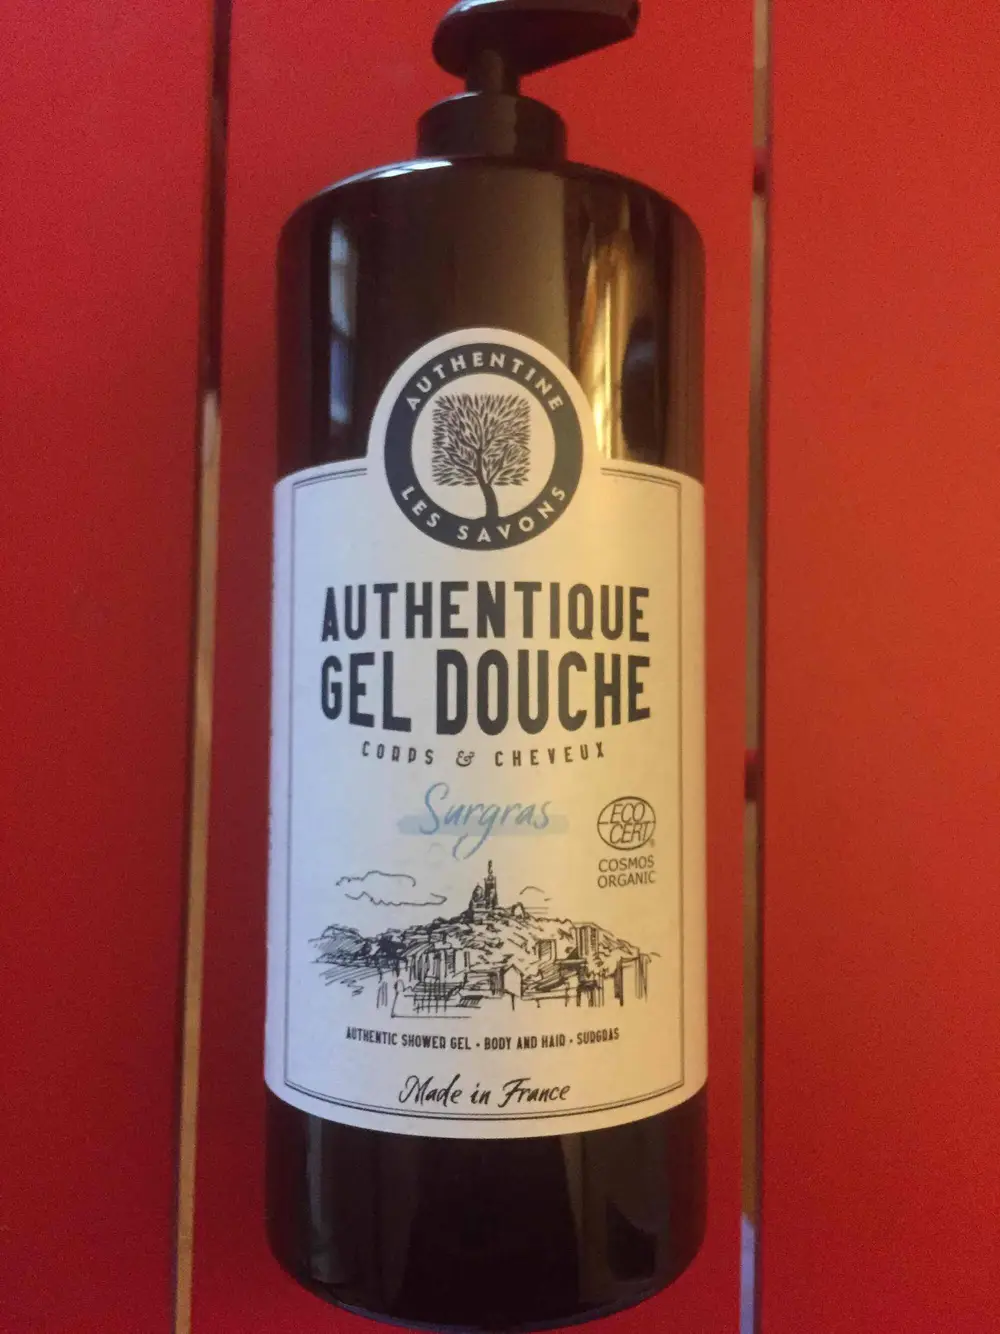 AUTHENTINE
LES SAVONS
AUTHENTIQUE
GEL DOUCHE
CORPS & CHEVEUX
Surgras
ECO
CERT®
COSMOS
ORGANIC
AUTHENTIC SHOWER GEL • BODY AND HAIR • SURGRAS
Made in France